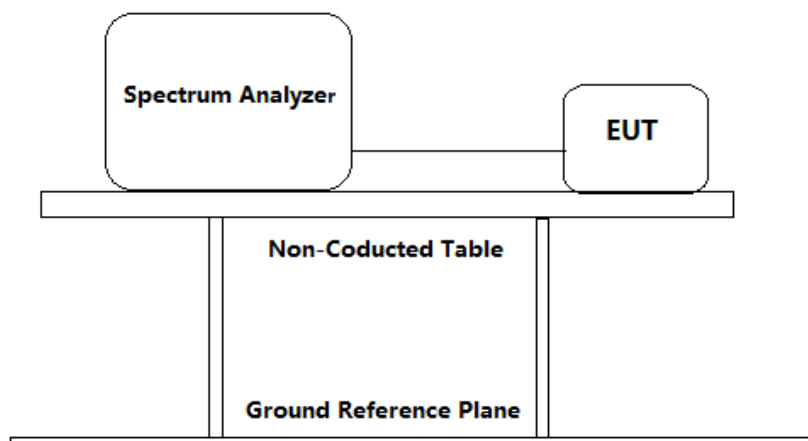 Spectrum Analyzer
EUT
Non-Coducted Table
Ground Reference Plane